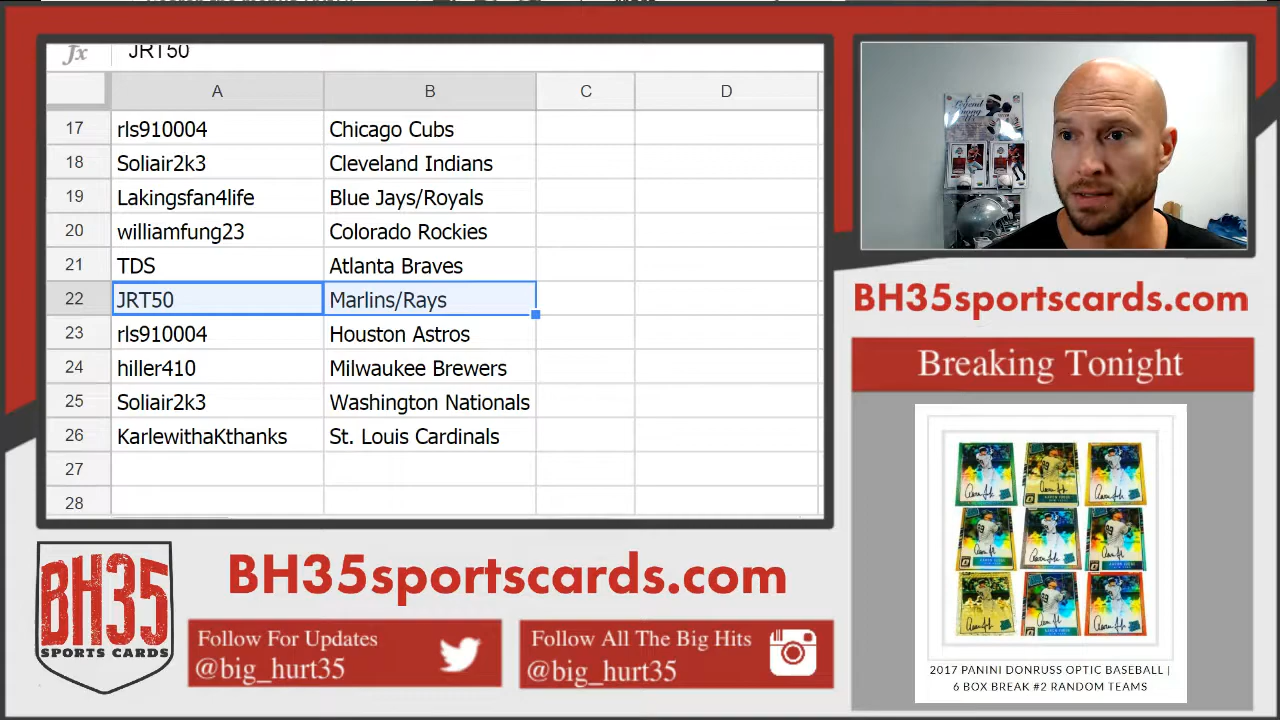 fx JRT50
A B C D
17 rls910004 Chicago Cubs
18 Soliair2k3 Cleveland Indians
19 Lakingsfan4life Blue Jays/Royals
20 williamfung23 Colorado Rockies
21 TDS Atlanta Braves
22 JRT50 Marlins/Rays
23 rls910004 Houston Astros
24 hiller410 Milwaukee Brewers
25 Soliair2k3 Washington Nationals
26 KarlewithaKthanks St. Louis Cardinals
27
28
BH35sportscards.com
Breaking Tonight
2017 PANINI DONRUSS OPTIC BASEBALL |
6 BOX BREAK #2 RANDOM TEAMS
BH35
SPORTS CARDS
BH35sportscards.com
Follow For Updates
@big_hurt35
Follow All The Big Hits
@big_hurt35